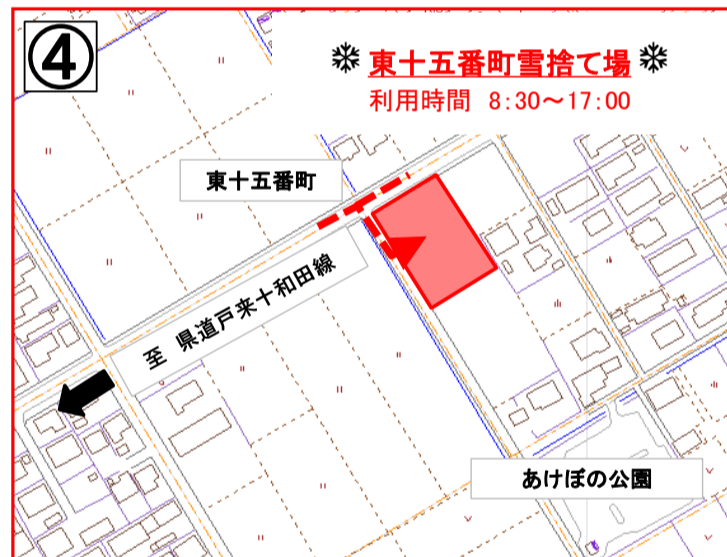 ④
❄ 東十五番町雪捨て場 ❄
利用時間 8:30～17:00
東十五番町
至 県道戸来十和田線
あけぼの公園